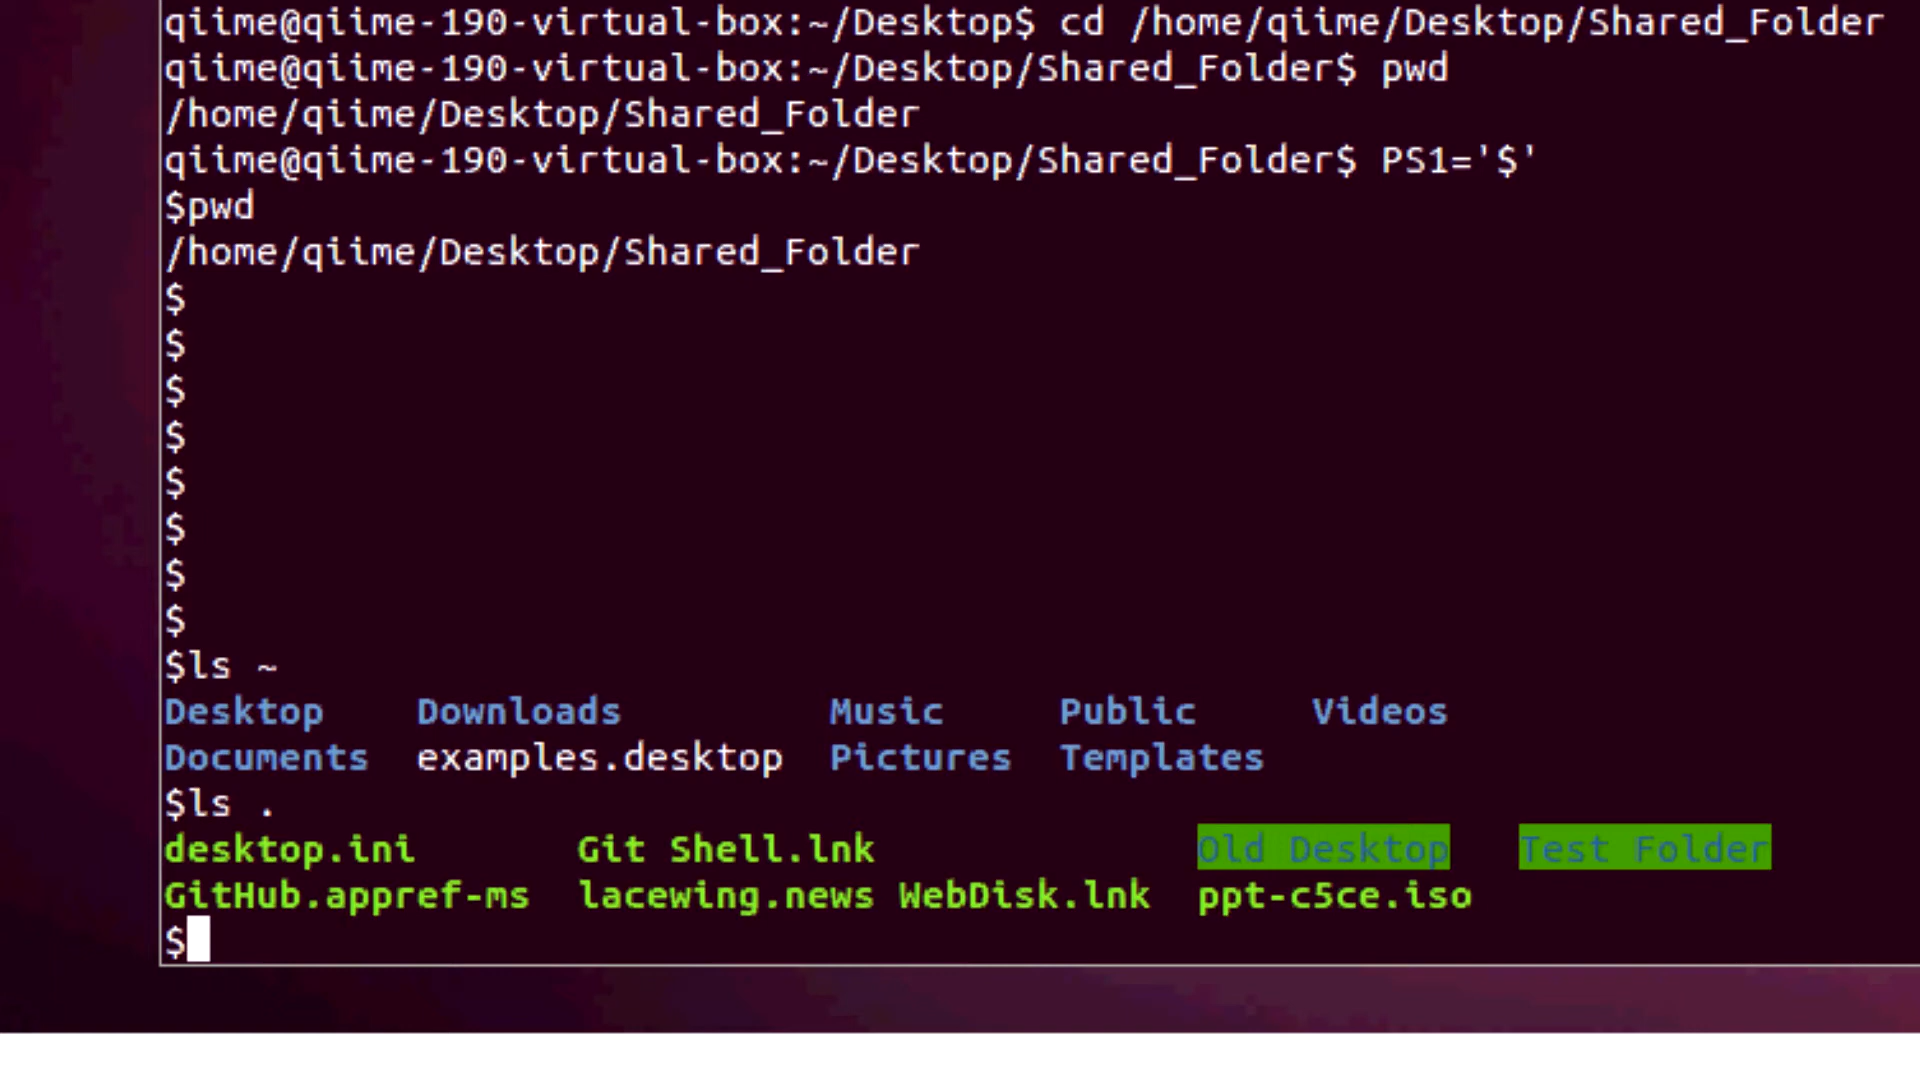 qiime@qiime-190-virtual-box:~/Desktop$ cd /home/qiime/Desktop/Shared_Folder
qiime@qiime-190-virtual-box:~/Desktop/Shared_Folder$ pwd
/home/qiime/Desktop/Shared_Folder
qiime@qiime-190-virtual-box:~/Desktop/Shared_Folder$ PS1='$'
$pwd
/home/qiime/Desktop/Shared_Folder
$
$
$
$
$
$
$
$
$ls ~
Desktop    Downloads         Music     Public     Videos
Documents  examples.desktop  Pictures  Templates
$ls .
desktop.ini       Git Shell.lnk              Old Desktop   Test Folder
GitHub.appref-ms  lacewing.news WebDisk.lnk  ppt-c5ce.iso
$